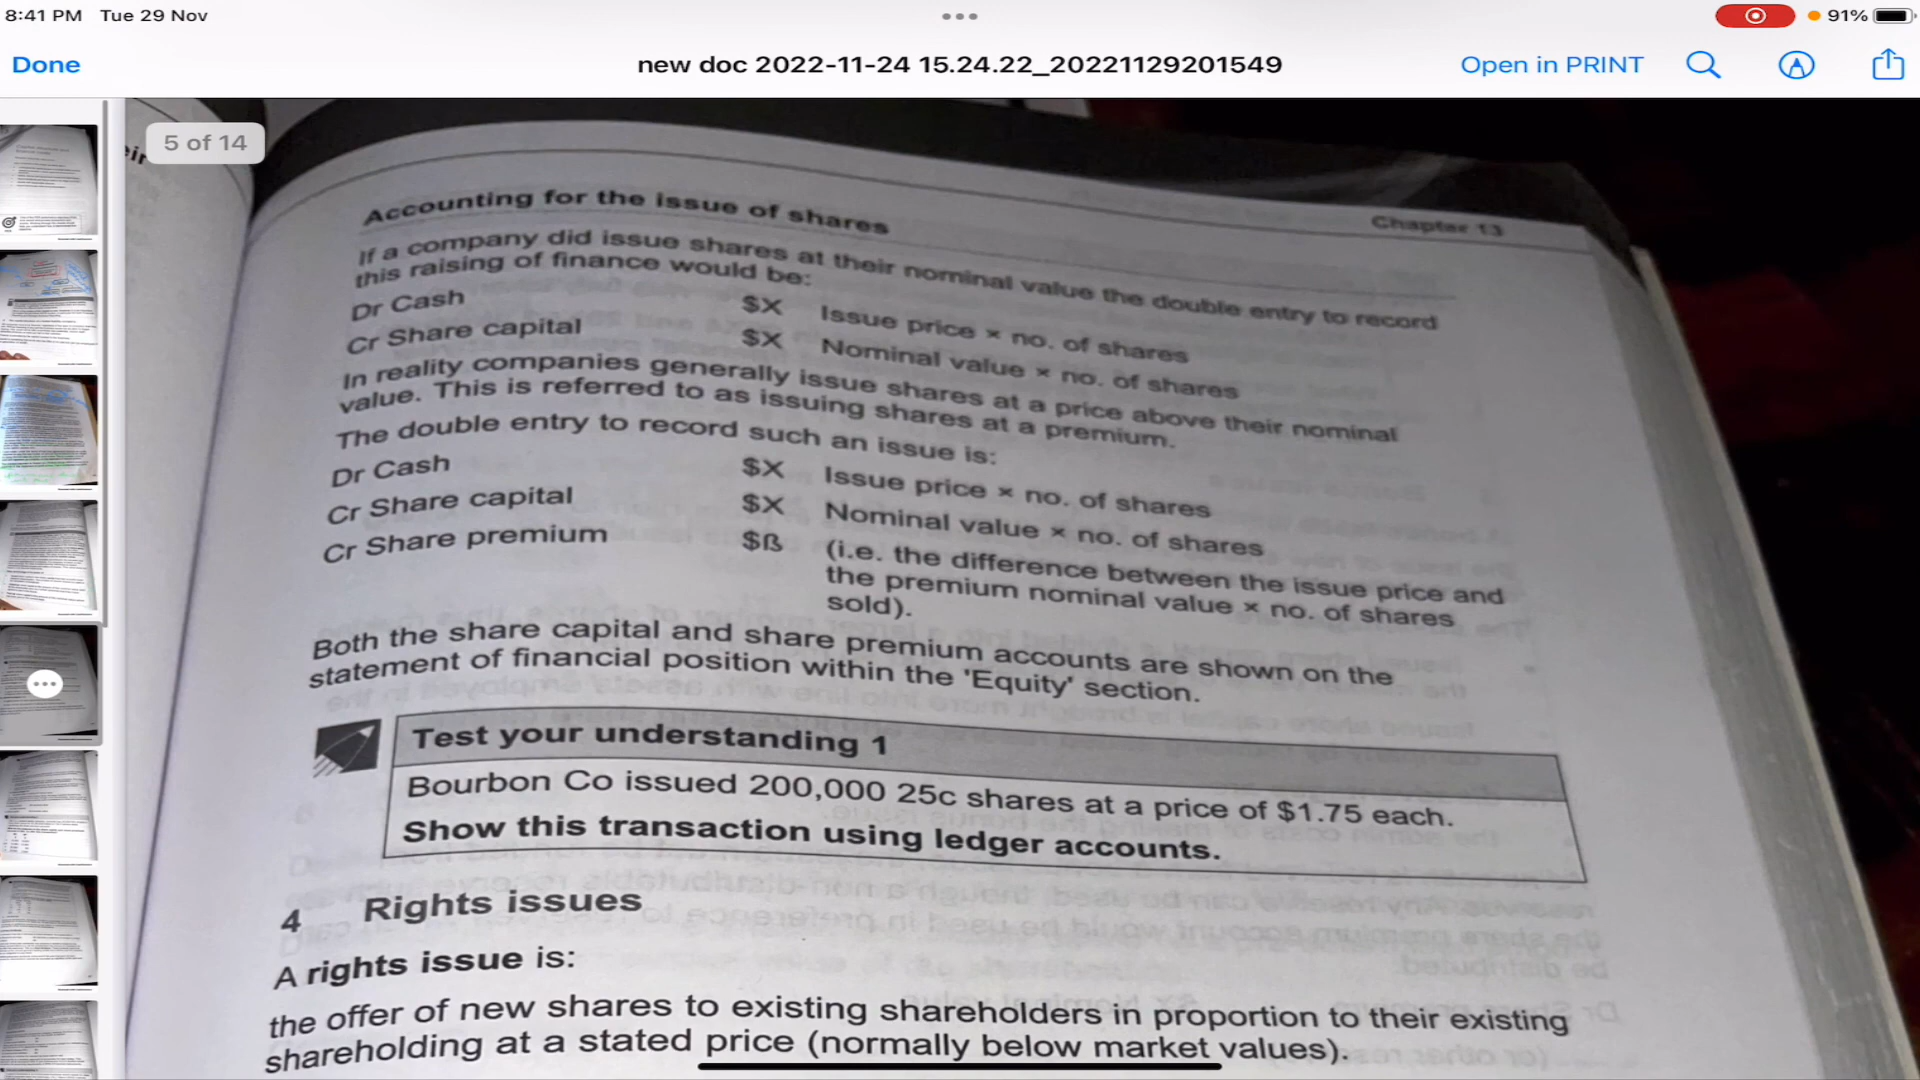 8:41 PM Tue 29 Nov
91%
Done
new doc 2022-11-24 15.24.22_20221129201549
Open in PRINT
5 of 14
Chapter 13
Accounting for the issue of shares
If a company did issue shares at their nominal value the double entry to record
this raising of finance would be:
Dr Cash $X Issue price × no. of shares
Cr Share capital $X Nominal value × no. of shares
In reality companies generally issue shares at a price above their nominal
value. This is referred to as issuing shares at a premium.
The double entry to record such an issue is:
Dr Cash $X Issue price × no. of shares
Cr Share capital $X Nominal value × no. of shares
Cr Share premium $ß (i.e. the difference between the issue price and
the premium nominal value × no. of shares
sold).
Both the share capital and share premium accounts are shown on the
statement of financial position within the 'Equity' section.
Test your understanding 1
Bourbon Co issued 200,000 25c shares at a price of $1.75 each.
Show this transaction using ledger accounts.
4 Rights issues
A rights issue is:
the offer of new shares to existing shareholders in proportion to their existing
shareholding at a stated price (normally below market values).